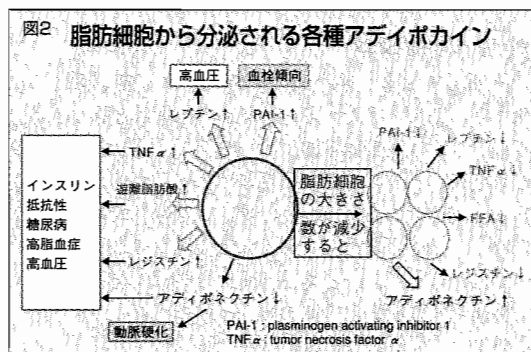 図2
脂肪細胞から分泌される各種アディポカイン
高血圧
血栓傾向
レプチン↑
PAI-1↑
TNFα↑
遊離脂肪酸↑
レジスチン↑
アディポネクチン↓
動脈硬化
インスリン
抵抗性
糖尿病
高脂血症
高血圧
脂肪細胞
の大きさ
数が減少
すると
PAI-1↓
レプチン↓
TNFα↓
FFA↓
レジスチン↓
アディポネクチン↑
PAI-1 : plasminogen activating inhibitor 1
TNFα : tumor necrosis factor α